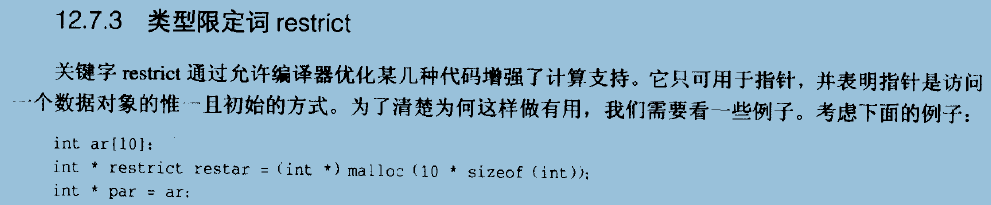 12.7.3 类型限定词 restrict
关键字 restrict 通过允许编译器优化某几种代码增强了计算支持。它只可用于指针，并表明指针是访问
一个数据对象的惟一且初始的方式。为了清楚为何这样做有用，我们需要看一些例子。考虑下面的例子：
int ar[10];
int * restrict restar = (int *) malloc (10 * sizeof (int));
int * par = ar;